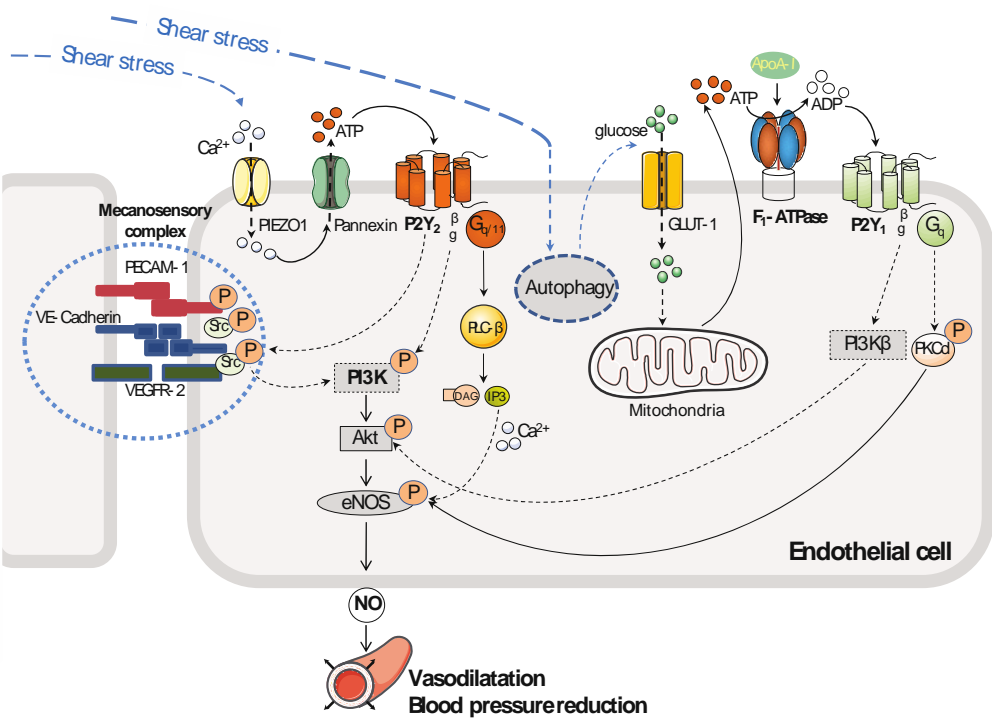 Shear stress
Shear stress
Ca2+
ATP
PIEZO1
Pannexin
P2Y2
β
g
Gq/11
glucose
GLUT-1
ATP
ApoA-I
ADP
F1-ATPase
P2Y1
β
g
Gq
Mecanosensory
complex
PECAM-1
P
Src
P
VE-Cadherin
Src
P
VEGFR-2
Autophagy
PLC-β
DAG
IP3
Ca2+
Mitochondria
PI3Kβ
PKCd
P
PI3K
P
Akt
P
eNOS
P
Endothelial cell
NO
Vasodilatation
Blood pressure reduction